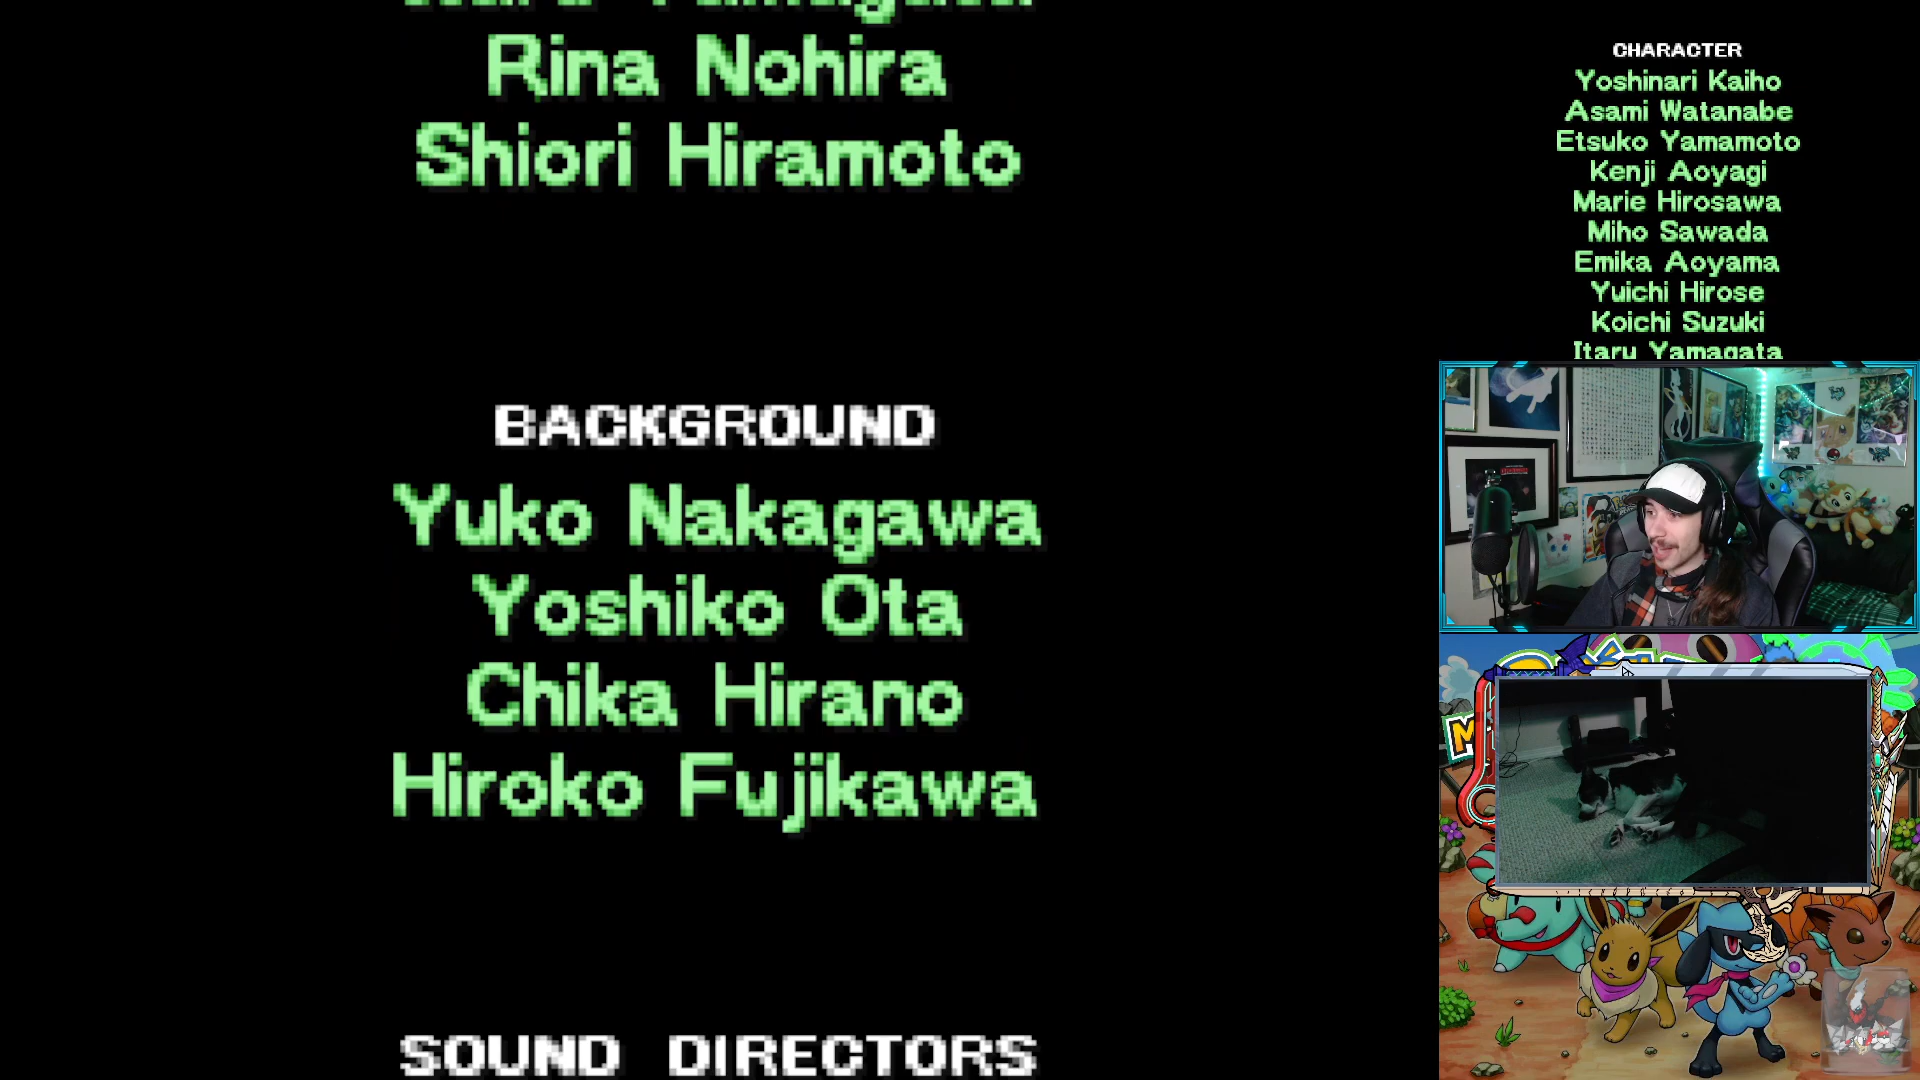 Rina Nohira
Shiori Hiramoto
BACKGROUND
Yuko Nakagawa
Yoshiko Ota
Chika Hirano
Hiroko Fujikawa
SOUND DIRECTORS
CHARACTER
Yoshinari Kaiho
Asami Watanabe
Etsuko Yamamoto
Kenji Aoyagi
Marie Hirosawa
Miho Sawada
Emika Aoyama
Yuichi Hirose
Koichi Suzuki
Itaru Yamagata